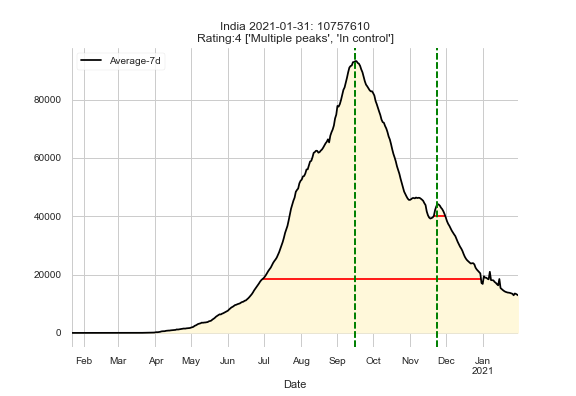 India 2021-01-31: 10757610
Rating:4 ['Multiple peaks', 'In control']
Average-7d
80000
60000
40000
20000
0
Feb Mar Apr May Jun Jul Aug Sep Oct Nov Dec Jan
2021
Date